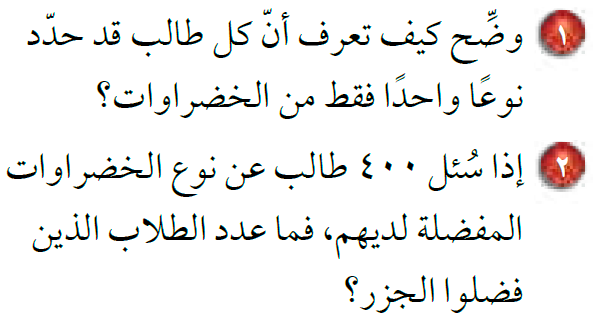 ١ وضِّح كيف تعرف أنّ كل طالب قد حدّد
نوعًا واحدًا فقط من الخضراوات؟
٢ إذا سُئل ٤٠٠ طالب عن نوع الخضراوات
المفضلة لديهم، فما عدد الطلاب الذين
فضلوا الجزر؟